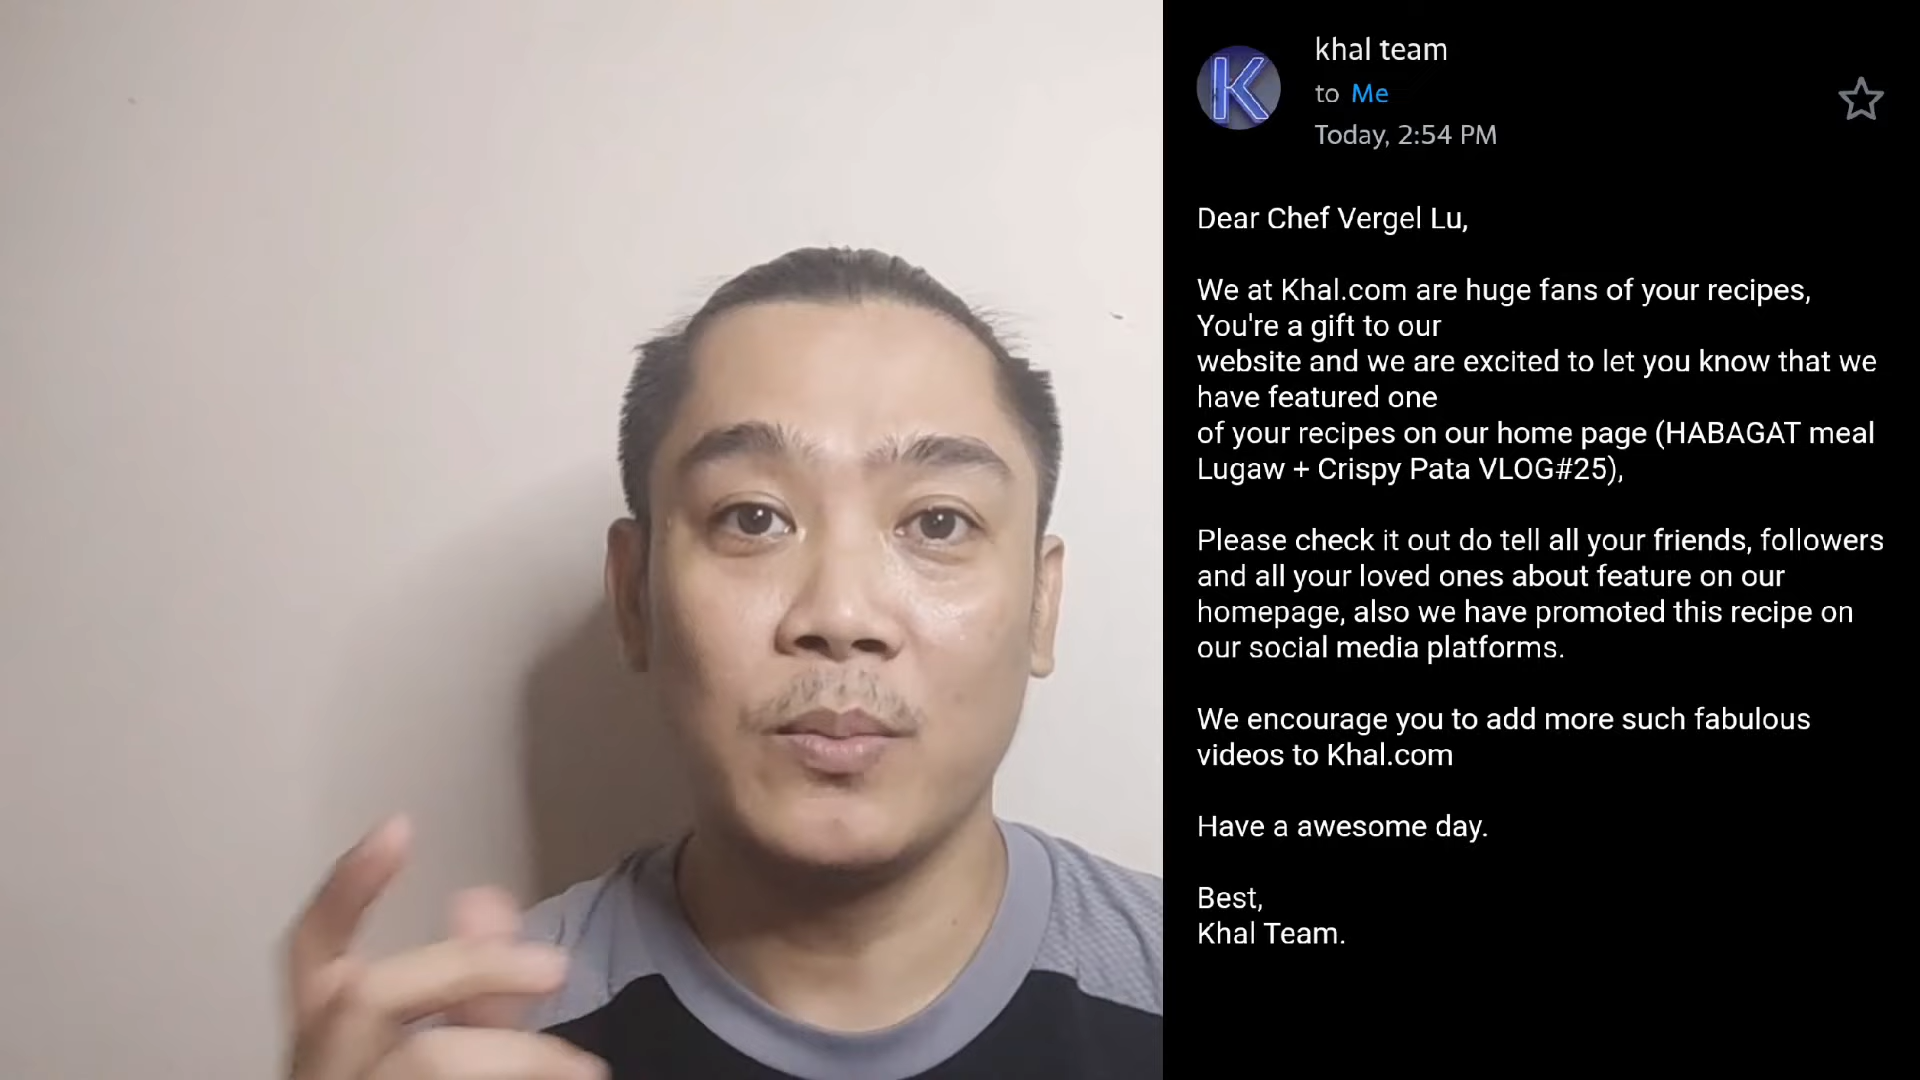 K
khal team
to Me
Today, 2:54 PM
Dear Chef Vergel Lu,
We at Khal.com are huge fans of your recipes,
You're a gift to our
website and we are excited to let you know that we
have featured one
of your recipes on our home page (HABAGAT meal
Lugaw + Crispy Pata VLOG#25),
Please check it out do tell all your friends, followers
and all your loved ones about feature on our
homepage, also we have promoted this recipe on
our social media platforms.
We encourage you to add more such fabulous
videos to Khal.com
Have a awesome day.
Best,
Khal Team.